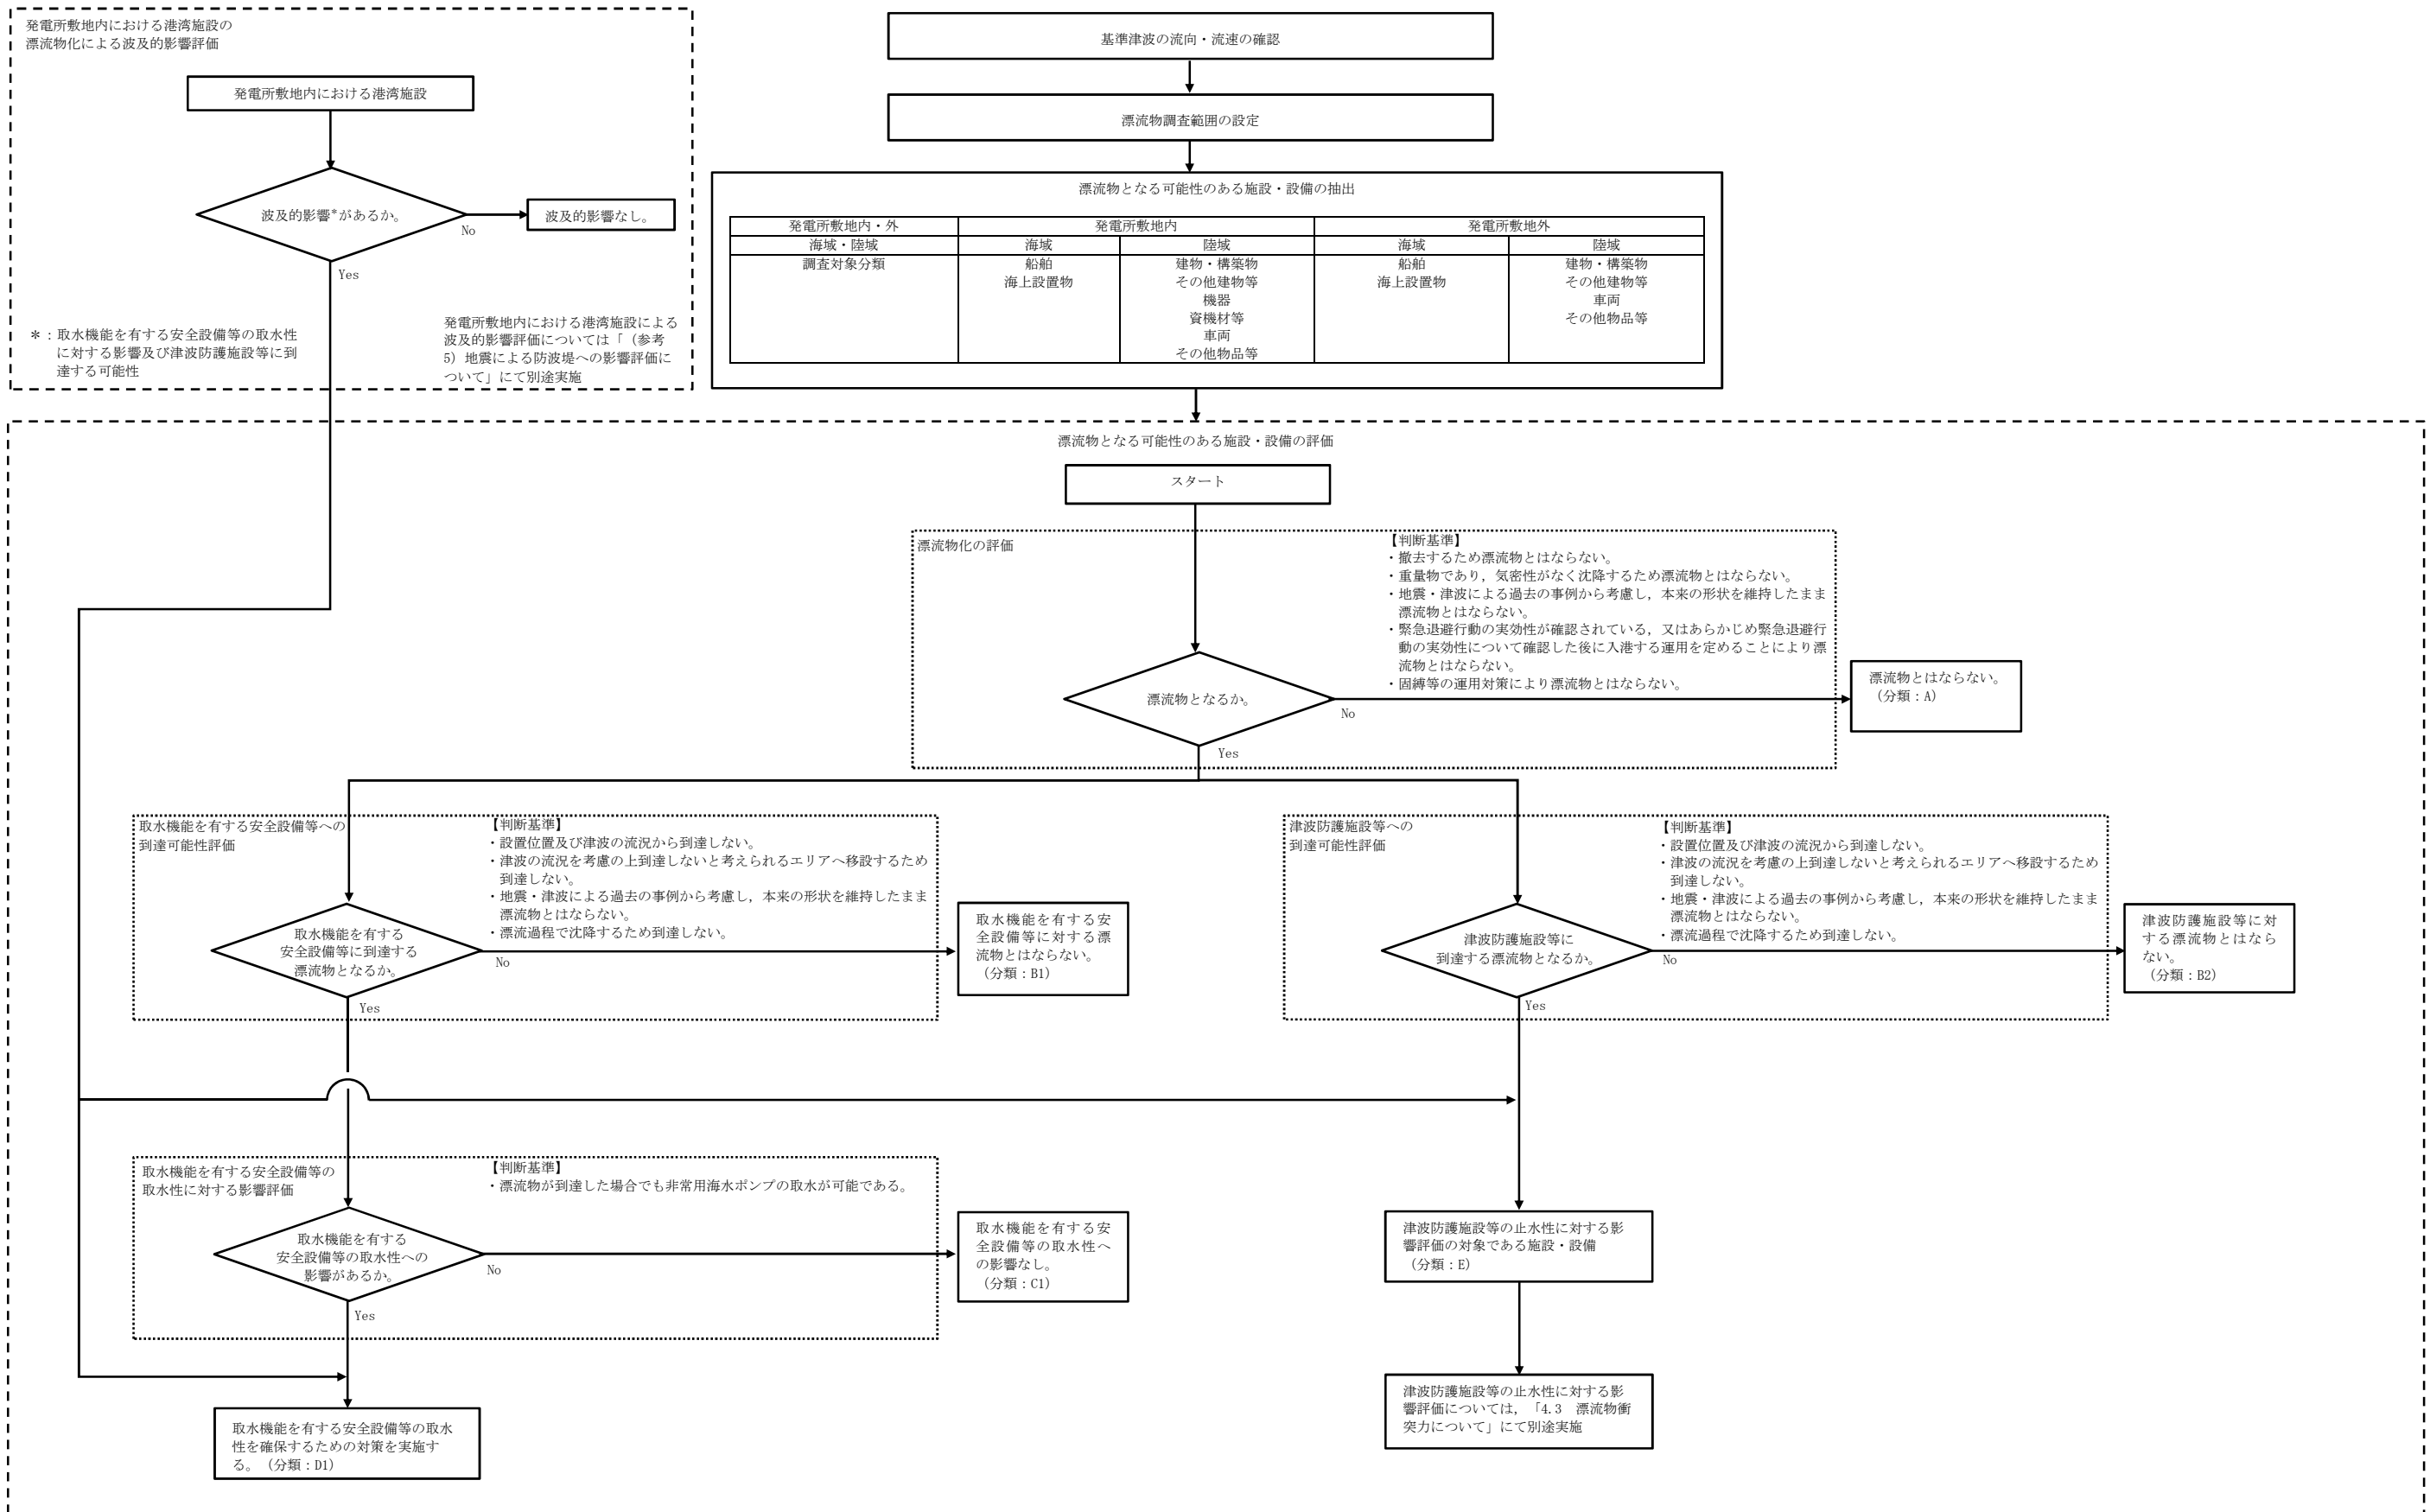 発電所敷地内における港湾施設の
漂流物化による波及的影響評価
発電所敷地内における港湾施設
波及的影響*があるか。
No
波及的影響なし。
Yes
＊：取水機能を有する安全設備等の取水性
に対する影響及び津波防護施設等に到
達する可能性
発電所敷地内における港湾施設による
波及的影響評価については「（参考
5）地震による防波堤への影響評価に
ついて」にて別途実施
基準津波の流向・流速の確認
漂流物調査範囲の設定
漂流物となる可能性のある施設・設備の抽出
発電所敷地内・外 発電所敷地内 発電所敷地外
海域・陸域 海域 陸域 海域 陸域
調査対象分類 船舶 建物・構築物 船舶 建物・構築物
海上設置物 その他建物等 海上設置物 その他建物等
機器 車両
資機材等 その他物品等
車両
その他物品等
漂流物となる可能性のある施設・設備の評価
スタート
漂流物化の評価
【判断基準】
・撤去するため漂流物とはならない。
・重量物であり，気密性がなく沈降するため漂流物とはならない。
・地震・津波による過去の事例から考慮し，本来の形状を維持したまま
漂流物とはならない。
・緊急退避行動の実効性が確認されている，又はあらかじめ緊急退避行
動の実効性について確認した後に入港する運用を定めることにより漂
流物とはならない。
・固縛等の運用対策により漂流物とはならない。
漂流物となるか。
No
漂流物とはならない。
（分類：A）
Yes
取水機能を有する安全設備等への
到達可能性評価
【判断基準】
・設置位置及び津波の流況から到達しない。
・津波の流況を考慮の上到達しないと考えられるエリアへ移設するため
到達しない。
・地震・津波による過去の事例から考慮し，本来の形状を維持したまま
漂流物とはならない。
・漂流過程で沈降するため到達しない。
取水機能を有する
安全設備等に到達する
漂流物となるか。
No
取水機能を有する安
全設備等に対する漂
流物とはならない。
（分類：B1）
Yes
津波防護施設等への
到達可能性評価
【判断基準】
・設置位置及び津波の流況から到達しない。
・津波の流況を考慮の上到達しないと考えられるエリアへ移設するため
到達しない。
・地震・津波による過去の事例から考慮し，本来の形状を維持したまま
漂流物とはならない。
・漂流過程で沈降するため到達しない。
津波防護施設等に
到達する漂流物となるか。
No
津波防護施設等に対
する漂流物とはなら
ない。
（分類：B2）
Yes
取水機能を有する安全設備等の
取水性に対する影響評価
【判断基準】
・漂流物が到達した場合でも非常用海水ポンプの取水が可能である。
取水機能を有する
安全設備等の取水性への
影響があるか。
No
取水機能を有する安
全設備等の取水性へ
の影響なし。
（分類：C1）
Yes
取水機能を有する安全設備等の取水
性を確保するための対策を実施す
る。（分類：D1）
津波防護施設等の止水性に対する影
響評価の対象である施設・設備
（分類：E）
津波防護施設等の止水性に対する影
響評価については，「4.3　漂流物衝
突力について」にて別途実施